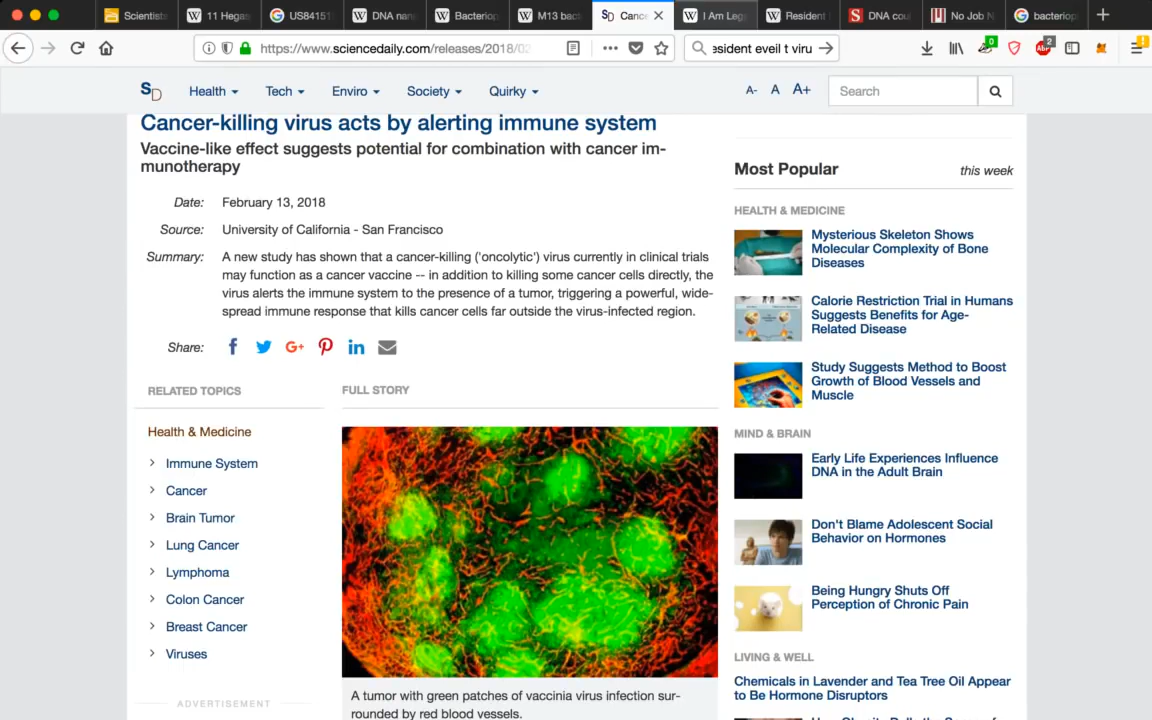 Scientists
11 Hegas
US8415
DNA nan
Bacteriop
M13 bac
Cance
I Am Leg
Resident
DNA cou
No Job N
bacteriop
https://www.sciencedaily.com/releases/2018/02
esident eveil t viru
0
2
SD
Health
Tech
Enviro
Society
Quirky
A-
A
A+
Search
Cancer-killing virus acts by alerting immune system
Vaccine-like effect suggests potential for combination with cancer im-
munotherapy
Date: February 13, 2018
Source: University of California - San Francisco
Summary: A new study has shown that a cancer-killing ('oncolytic') virus currently in clinical trials
may function as a cancer vaccine -- in addition to killing some cancer cells directly, the
virus alerts the immune system to the presence of a tumor, triggering a powerful, wide-
spread immune response that kills cancer cells far outside the virus-infected region.
Share:
RELATED TOPICS
Health & Medicine
Immune System
Cancer
Brain Tumor
Lung Cancer
Lymphoma
Colon Cancer
Breast Cancer
Viruses
ADVERTISEMENT
FULL STORY
A tumor with green patches of vaccinia virus infection sur-
rounded by red blood vessels.
Most Popular
this week
HEALTH & MEDICINE
Mysterious Skeleton Shows
Molecular Complexity of Bone
Diseases
Calorie Restriction Trial in Humans
Suggests Benefits for Age-
Related Disease
Study Suggests Method to Boost
Growth of Blood Vessels and
Muscle
MIND & BRAIN
Early Life Experiences Influence
DNA in the Adult Brain
Don't Blame Adolescent Social
Behavior on Hormones
Being Hungry Shuts Off
Perception of Chronic Pain
LIVING & WELL
Chemicals in Lavender and Tea Tree Oil Appear
to Be Hormone Disruptors